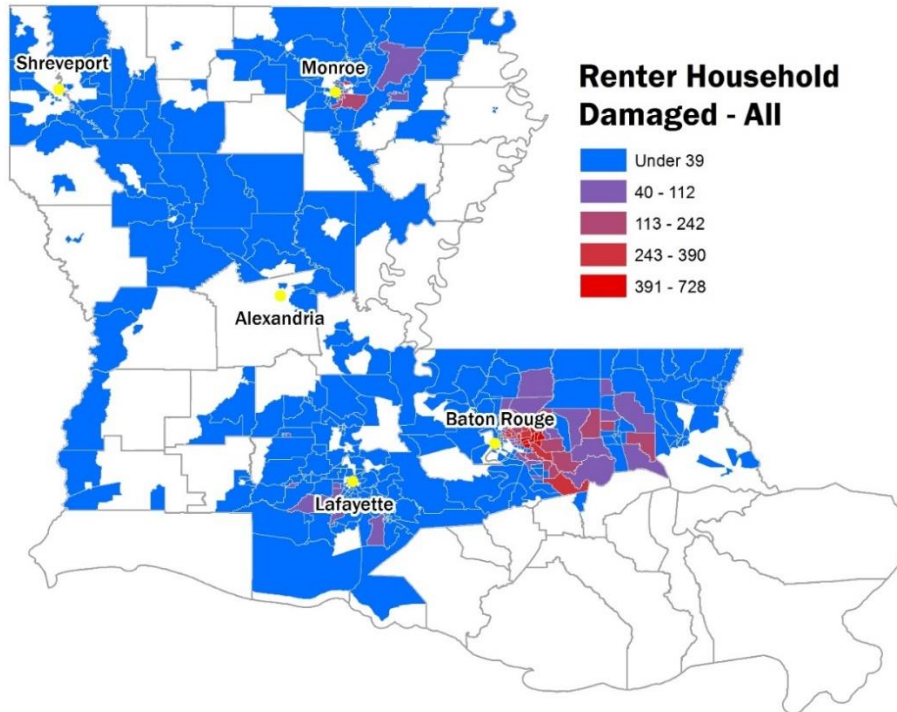 Shreveport
Monroe
Renter Household
Damaged - All
Under 39
40 - 112
113 - 242
243 - 390
391 - 728
Alexandria
Baton Rouge
Lafayette